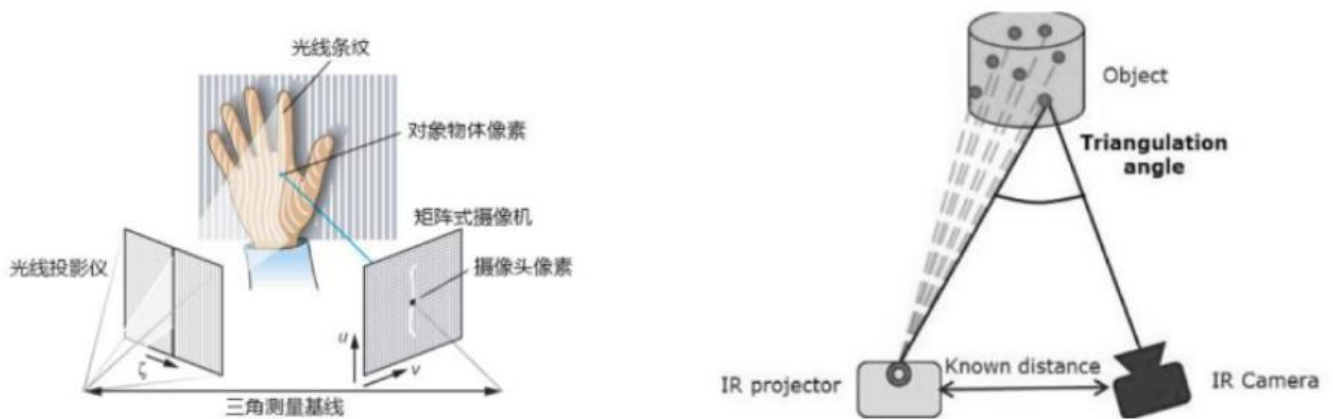 光线条纹
对象物体像素
矩阵式摄像机
光线投影仪
摄像头像素
u
v
ζ
三角测量基线
Object
Triangulation
angle
Known distance
IR projector
IR Camera